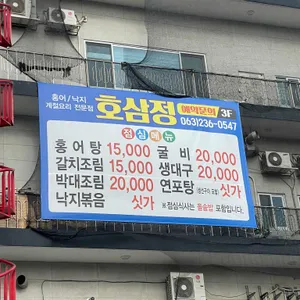 홍어/낙지
계절요리 전문점
호삼정
예약문의 3F
063)236-0547
점심메뉴
홍어탕 15,000 굴비 20,000
갈치조림 15,000 생대구 20,000
박대조림 20,000 연포탕 싯가
낙지볶음 싯가 ※점심식사는 돌솥밥 포함입니다.